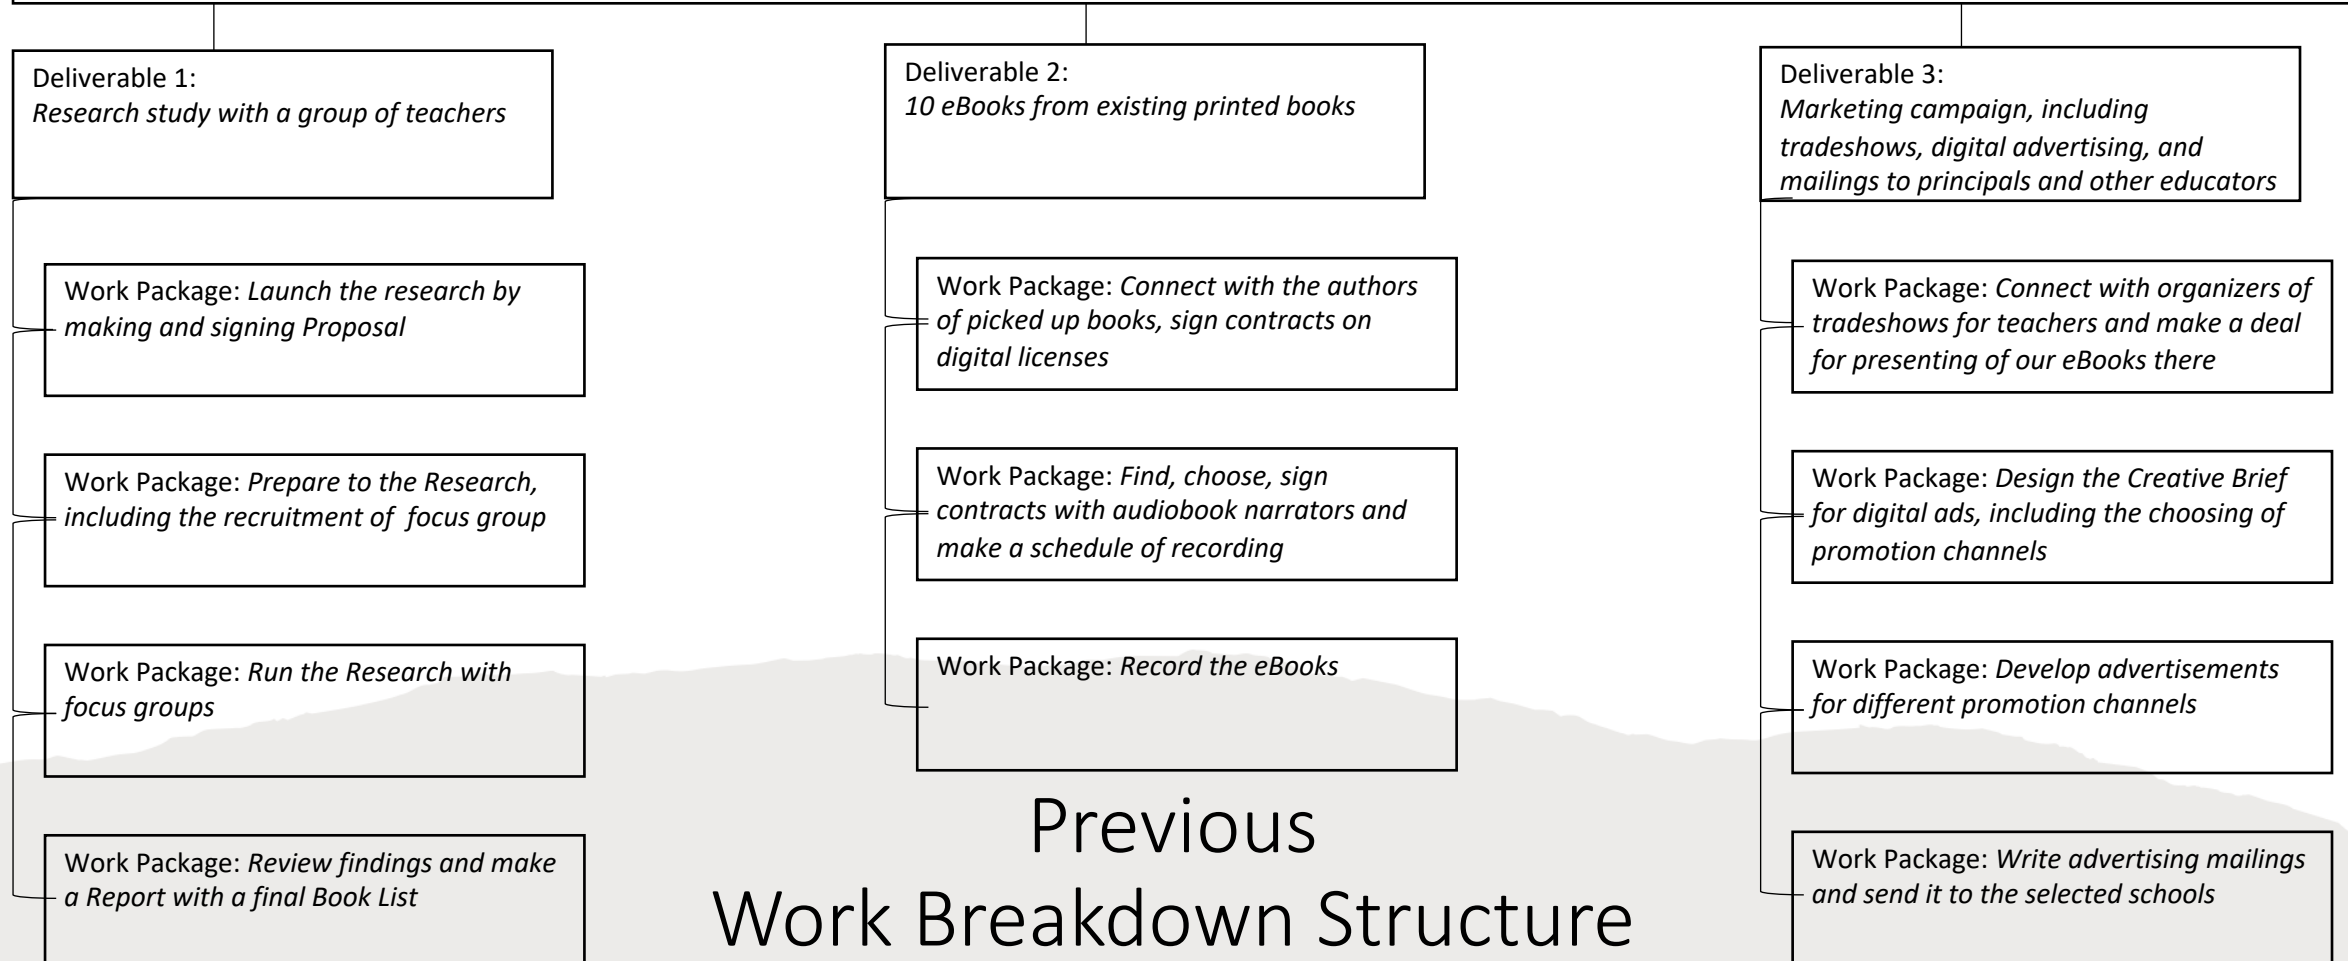 Deliverable 1:
Research study with a group of teachers
Work Package: Launch the research by
making and signing Proposal
Work Package: Prepare to the Research,
including the recruitment of focus group
Work Package: Run the Research with
focus groups
Work Package: Review findings and make
a Report with a final Book List
Deliverable 2:
10 eBooks from existing printed books
Work Package: Connect with the authors
of picked up books, sign contracts on
digital licenses
Work Package: Find, choose, sign
contracts with audiobook narrators and
make a schedule of recording
Work Package: Record the eBooks
Deliverable 3:
Marketing campaign, including
tradeshows, digital advertising, and
mailings to principals and other educators
Work Package: Connect with organizers of
tradeshows for teachers and make a deal
for presenting of our eBooks there
Work Package: Design the Creative Brief
for digital ads, including the choosing of
promotion channels
Work Package: Develop advertisements
for different promotion channels
Work Package: Write advertising mailings
and send it to the selected schools
Previous
Work Breakdown Structure